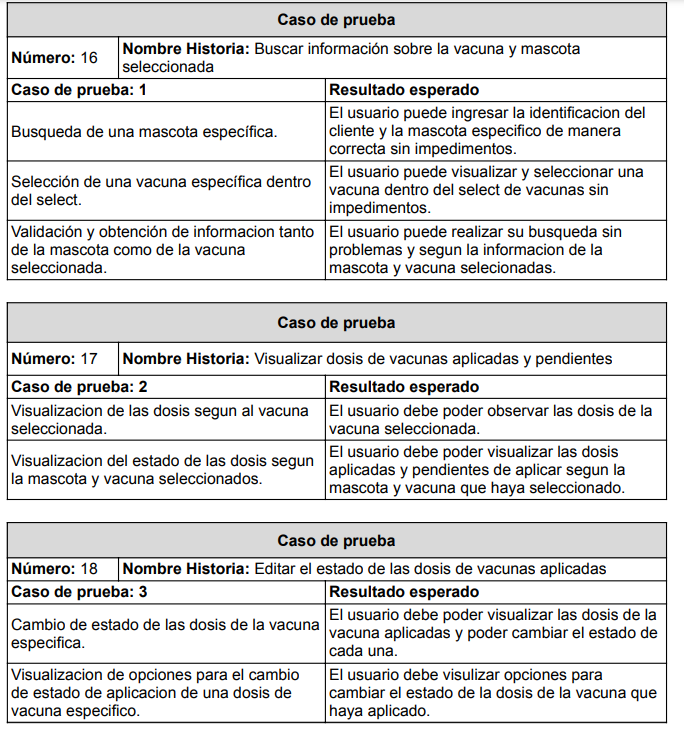 Caso de prueba
Número: 16
Nombre Historia: Buscar información sobre la vacuna y mascota
seleccionada
Caso de prueba: 1
Resultado esperado
Busqueda de una mascota específica.
El usuario puede ingresar la identificacion del
cliente y la mascota especifico de manera
correcta sin impedimentos.
Selección de una vacuna específica dentro
del select.
El usuario puede visualizar y seleccionar una
vacuna dentro del select de vacunas sin
impedimentos.
Validación y obtención de informacion tanto
de la mascota como de la vacuna
seleccionada.
El usuario puede realizar su busqueda sin
problemas y segun la informacion de la
mascota y vacuna selecionadas.
Caso de prueba
Número: 17
Nombre Historia: Visualizar dosis de vacunas aplicadas y pendientes
Caso de prueba: 2
Resultado esperado
Visualizacion de las dosis segun al vacuna
seleccionada.
El usuario debe poder observar las dosis de la
vacuna seleccionada.
Visualizacion del estado de las dosis segun
la mascota y vacuna seleccionados.
El usuario debe poder visualizar las dosis
aplicadas y pendientes de aplicar segun la
mascota y vacuna que haya seleccionado.
Caso de prueba
Número: 18
Nombre Historia: Editar el estado de las dosis de vacunas aplicadas
Caso de prueba: 3
Resultado esperado
Cambio de estado de las dosis de la vacuna
especifica.
El usuario debe poder visualizar las dosis de la
vacuna aplicadas y poder cambiar el estado de
cada una.
Visualizacion de opciones para el cambio
de estado de aplicacion de una dosis de
vacuna especifico.
El usuario debe visulizar opciones para
cambiar el estado de la dosis de la vacuna que
haya aplicado.